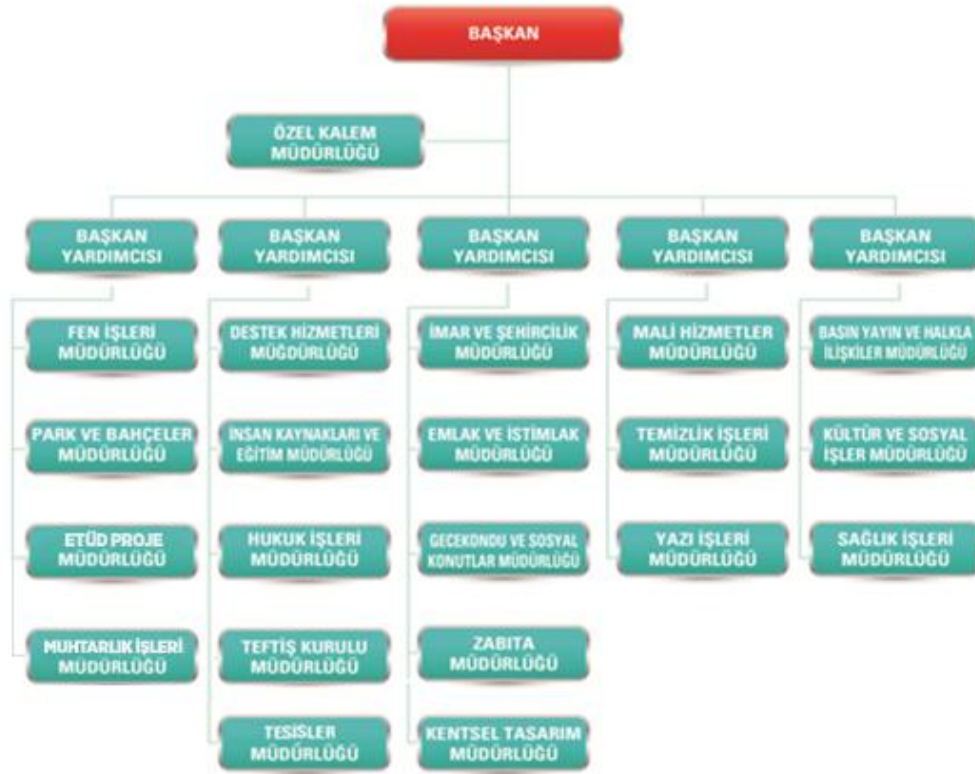 BAŞKAN
ÖZEL KALEM
MÜDÜRLÜĞÜ
BAŞKAN
YARDIMCISI
BAŞKAN
YARDIMCISI
BAŞKAN
YARDIMCISI
BAŞKAN
YARDIMCISI
BAŞKAN
YARDIMCISI
FEN İŞLERİ
MÜDÜRLÜĞÜ
DESTEK HİZMETLERİ
MÜGDÜRLÜĞÜ
İMAR VE ŞEHİRCİLİK
MÜDÜRLÜĞÜ
MALİ HİZMETLER
MÜDÜRLÜĞÜ
BASIN YAYIN VE HALKLA
İLİŞKİLER MÜDÜRLÜĞÜ
PARK VE BAHÇELER
MÜDÜRLÜĞÜ
İNSAN KAYNAKLARI VE
EĞİTİM MÜDÜRLÜĞÜ
EMLAK VE İSTİMLAK
MÜDÜRLÜĞÜ
TEMİZLİK İŞLERİ
MÜDÜRLÜĞÜ
KÜLTÜR VE SOSYAL
İŞLER MÜDÜRLÜĞÜ
ETÜD PROJE
MÜDÜRLÜĞÜ
HUKUK İŞLERİ
MÜDÜRLÜĞÜ
GECEKONDU VE SOSYAL
KONUTLAR MÜDÜRLÜĞÜ
YAZI İŞLERİ
MÜDÜRLÜĞÜ
SAĞLIK İŞLERİ
MÜDÜRLÜĞÜ
MUHTARLIK İŞLERİ
MÜDÜRLÜĞÜ
TEFTİŞ KURULU
MÜDÜRLÜĞÜ
ZABITA
MÜDÜRLÜĞÜ
TESİSLER
MÜDÜRLÜĞÜ
KENTSEL TASARIM
MÜDÜRLÜĞÜ